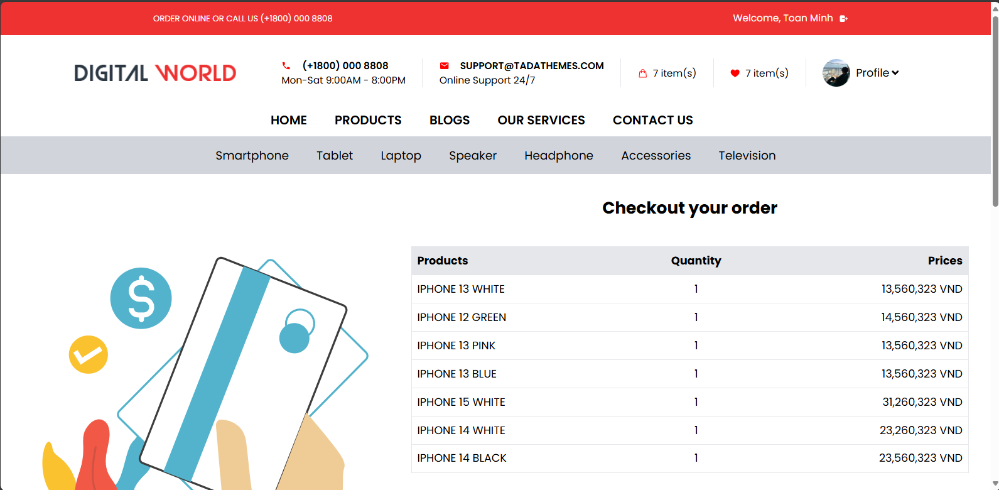 ORDER ONLINE OR CALL US (+1800) 000 8808
Welcome, Toan Minh
DIGITAL WORLD
(+1800) 000 8808
Mon-Sat 9:00AM - 8:00PM
SUPPORT@TADATHEMES.COM
Online Support 24/7
7 item(s)
7 item(s)
Profile
HOME PRODUCTS BLOGS OUR SERVICES CONTACT US
Smartphone Tablet Laptop Speaker Headphone Accessories Television
Checkout your order
Products Quantity Prices
IPHONE 13 WHITE 1 13,560,323 VND
IPHONE 12 GREEN 1 14,560,323 VND
IPHONE 13 PINK 1 13,560,323 VND
IPHONE 13 BLUE 1 13,560,323 VND
IPHONE 15 WHITE 1 31,260,323 VND
IPHONE 14 WHITE 1 23,260,323 VND
IPHONE 14 BLACK 1 23,560,323 VND
$